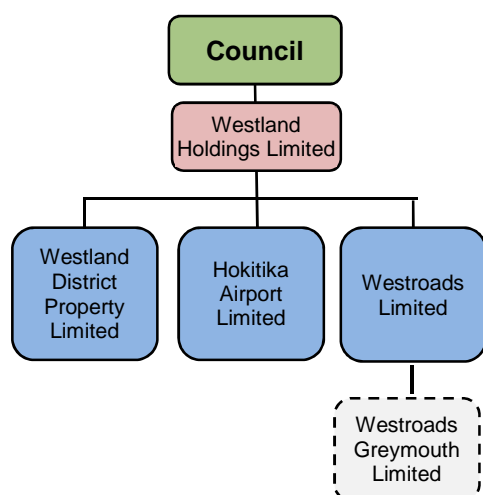 Council
Westland
Holdings Limited
Westland
District
Property
Limited
Hokitika
Airport
Limited
Westroads
Limited
Westroads
Greymouth
Limited